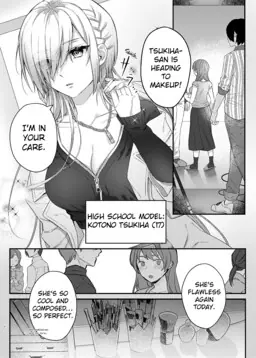 TSUKIHA-
SAN IS
HEADING
TO
MAKEUP!
I'M IN
YOUR
CARE.
HIGH SCHOOL MODEL:
KOTONO TSUKIHA (17)
SHE'S
FLAWLESS
AGAIN
TODAY.
SHE'S SO
COOL AND
COMPOSED...
SO
PERFECT.